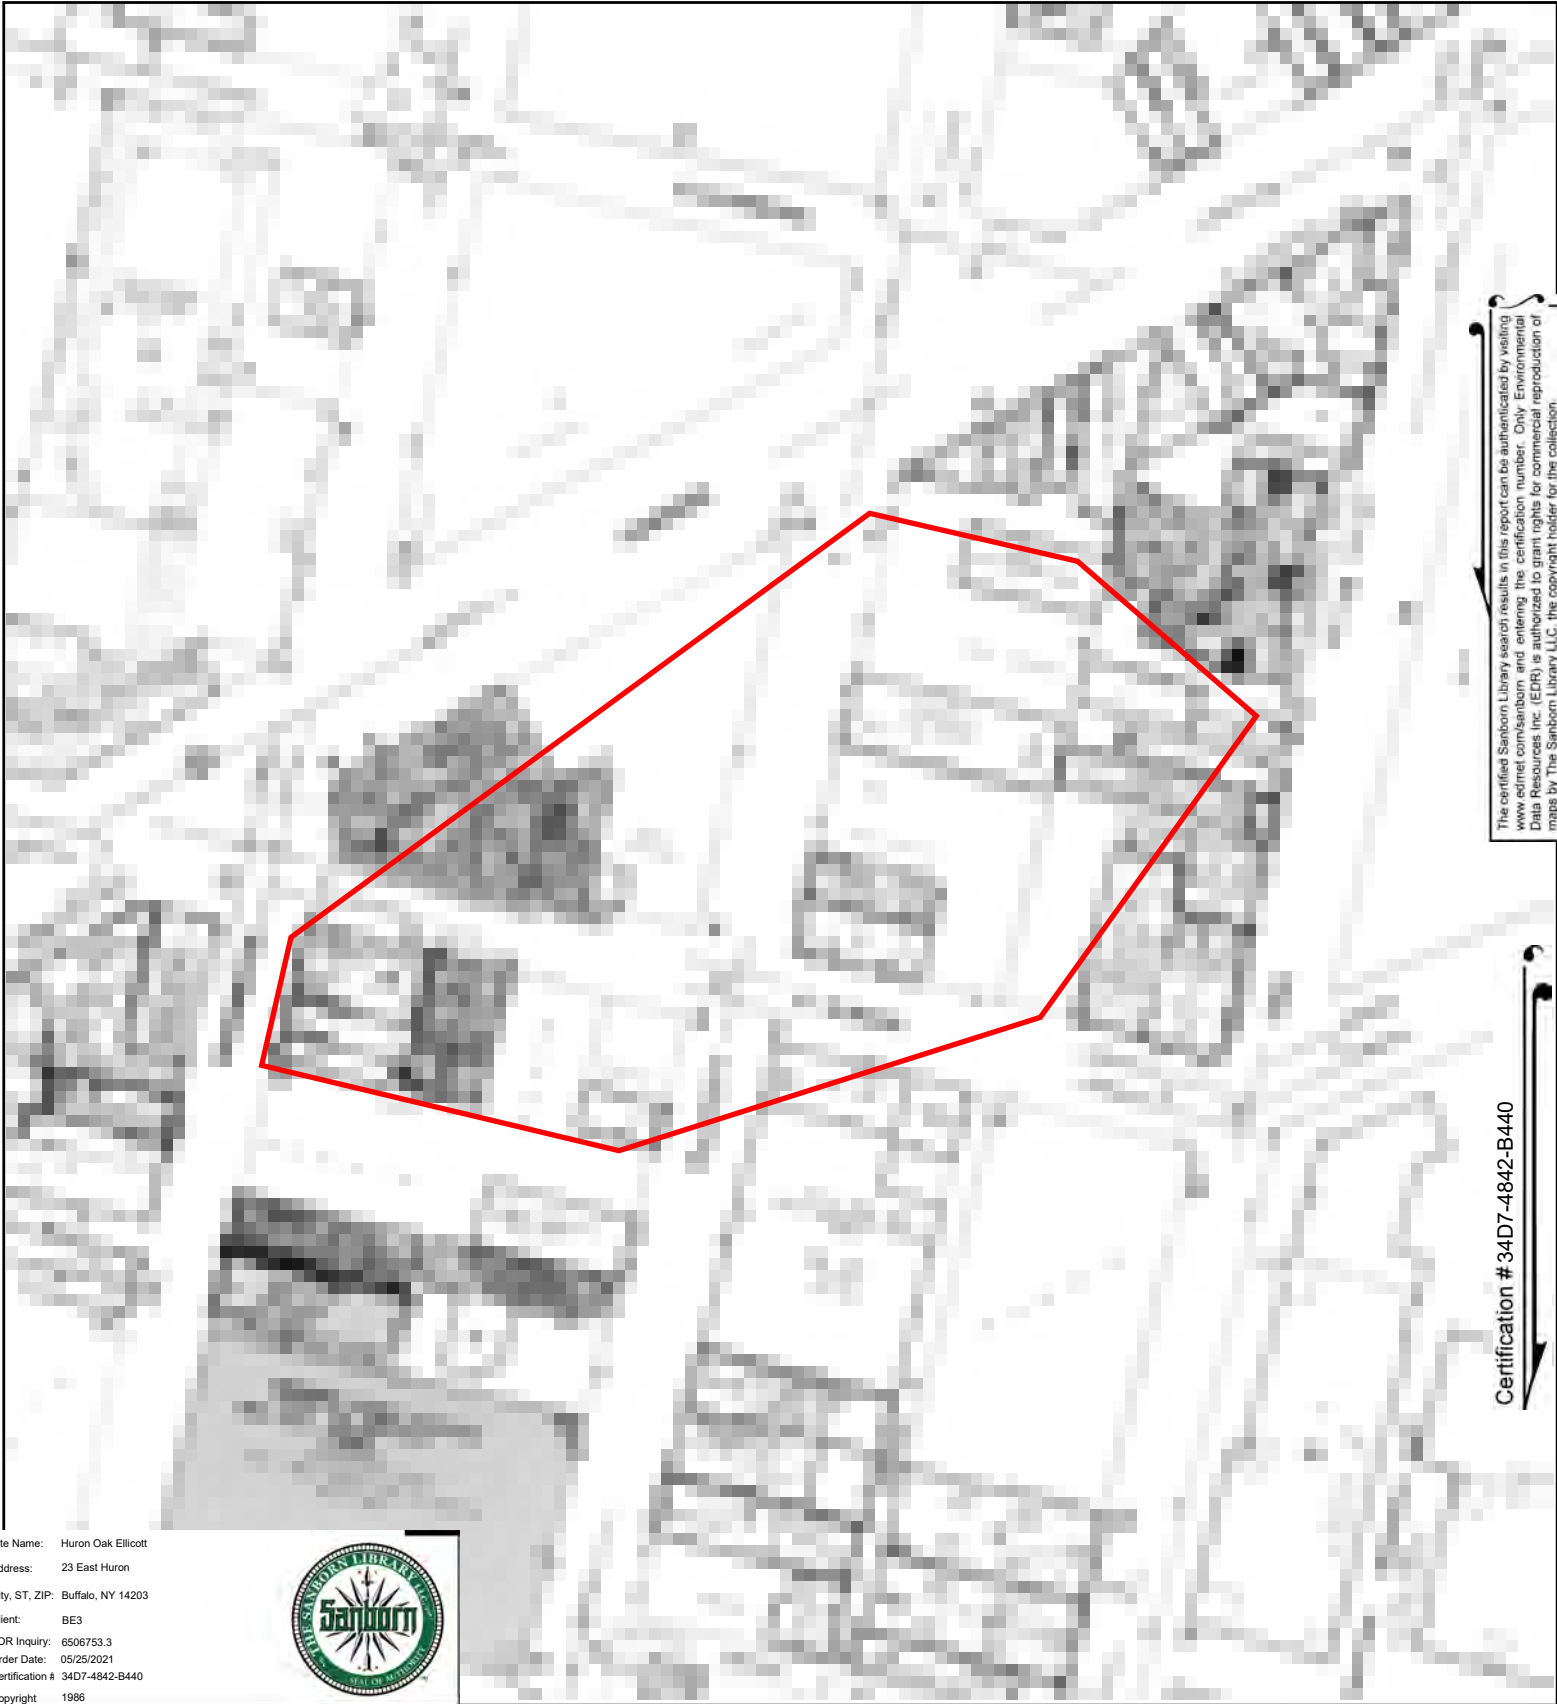 The certified Sanborn Library search results in this report can be authenticated by visiting
www.edrnet.com/sanborn and entering the certification number. Only Environmental
Data Resources Inc. (EDR) is authorized to grant rights for commercial reproduction of
maps by The Sanborn Library LLC, the copyright holder for the collection.
Certification # 34D7-4842-B440
te Name: Huron Oak Ellicott
ddress: 23 East Huron
ty, ST, ZIP: Buffalo, NY 14203
ient: BE3
DR Inquiry: 6506753.3
rder Date: 05/25/2021
ertification # 34D7-4842-B440
opyright 1986
THE SANBORN LIBRARY LLC
Sanborn
SEAL OF AUTHORITY